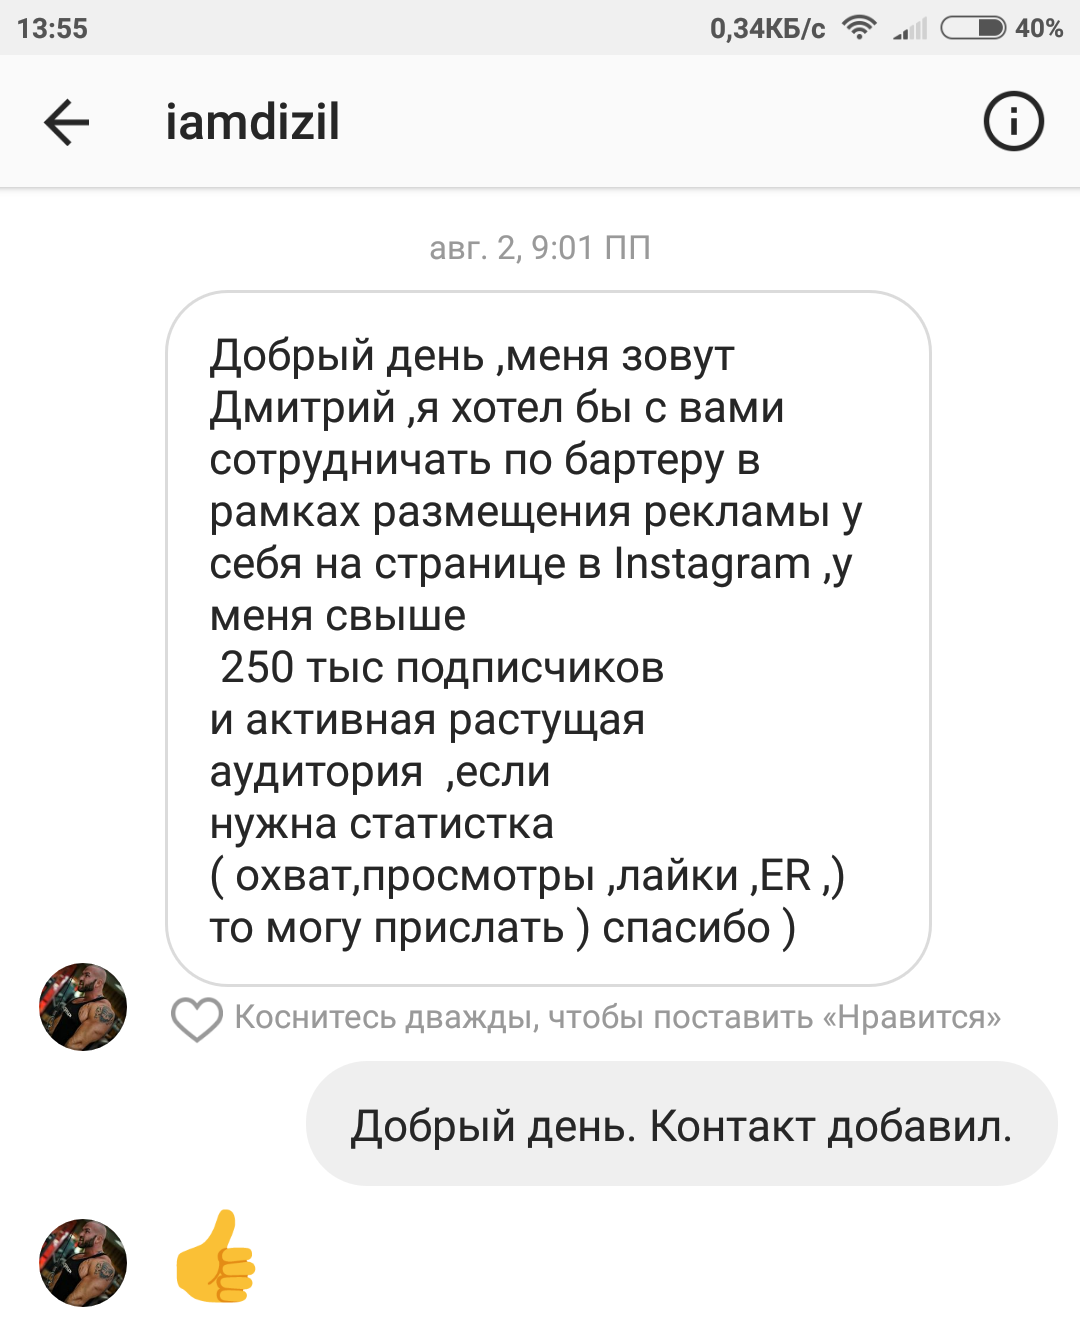 13:55 0,34КБ/с 40%
iamdizil
авг. 2, 9:01 ПП
Добрый день ,меня зовут
Дмитрий ,я хотел бы с вами
сотрудничать по бартеру в
рамках размещения рекламы у
себя на странице в Instagram ,у
меня свыше
250 тыс подписчиков
и активная растущая
аудитория  ,если
нужна статистка
( охват,просмотры ,лайки ,ER ,)
то могу прислать ) спасибо )
Коснитесь дважды, чтобы поставить «Нравится»
Добрый день. Контакт добавил.